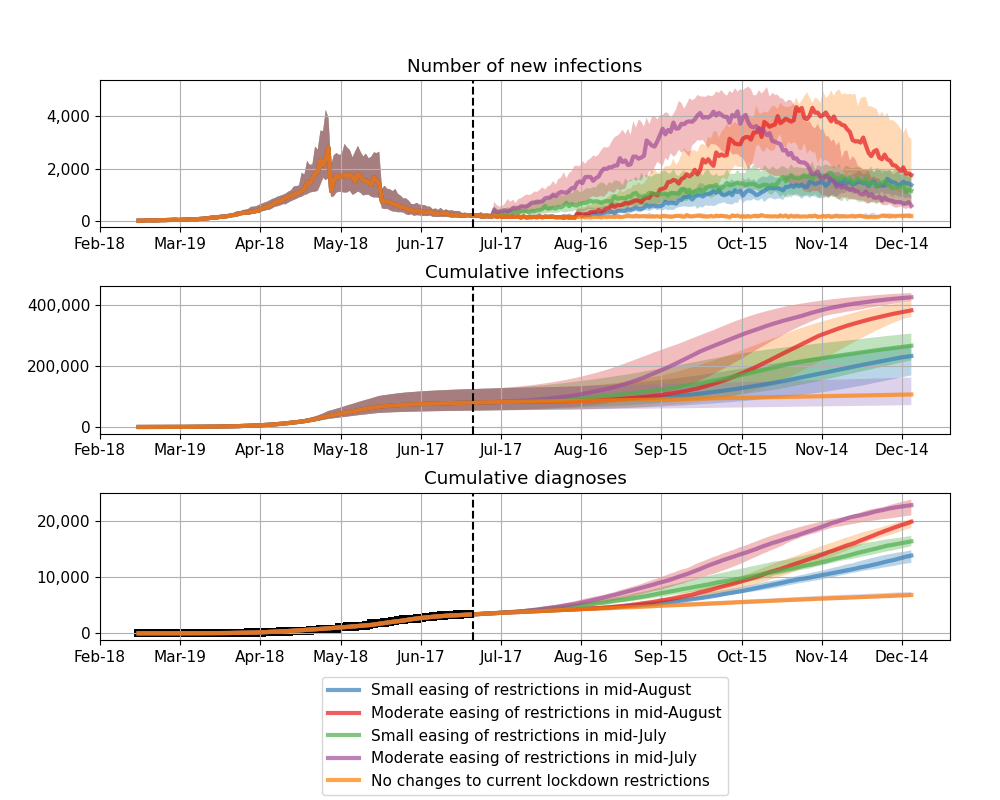 Number of new infections
4,000
2,000
0
Feb-18 Mar-19 Apr-18 May-18 Jun-17 Jul-17 Aug-16 Sep-15 Oct-15 Nov-14 Dec-14
Cumulative infections
400,000
200,000
0
Feb-18 Mar-19 Apr-18 May-18 Jun-17 Jul-17 Aug-16 Sep-15 Oct-15 Nov-14 Dec-14
Cumulative diagnoses
20,000
10,000
0
Feb-18 Mar-19 Apr-18 May-18 Jun-17 Jul-17 Aug-16 Sep-15 Oct-15 Nov-14 Dec-14
Small easing of restrictions in mid-August
Moderate easing of restrictions in mid-August
Small easing of restrictions in mid-July
Moderate easing of restrictions in mid-July
No changes to current lockdown restrictions